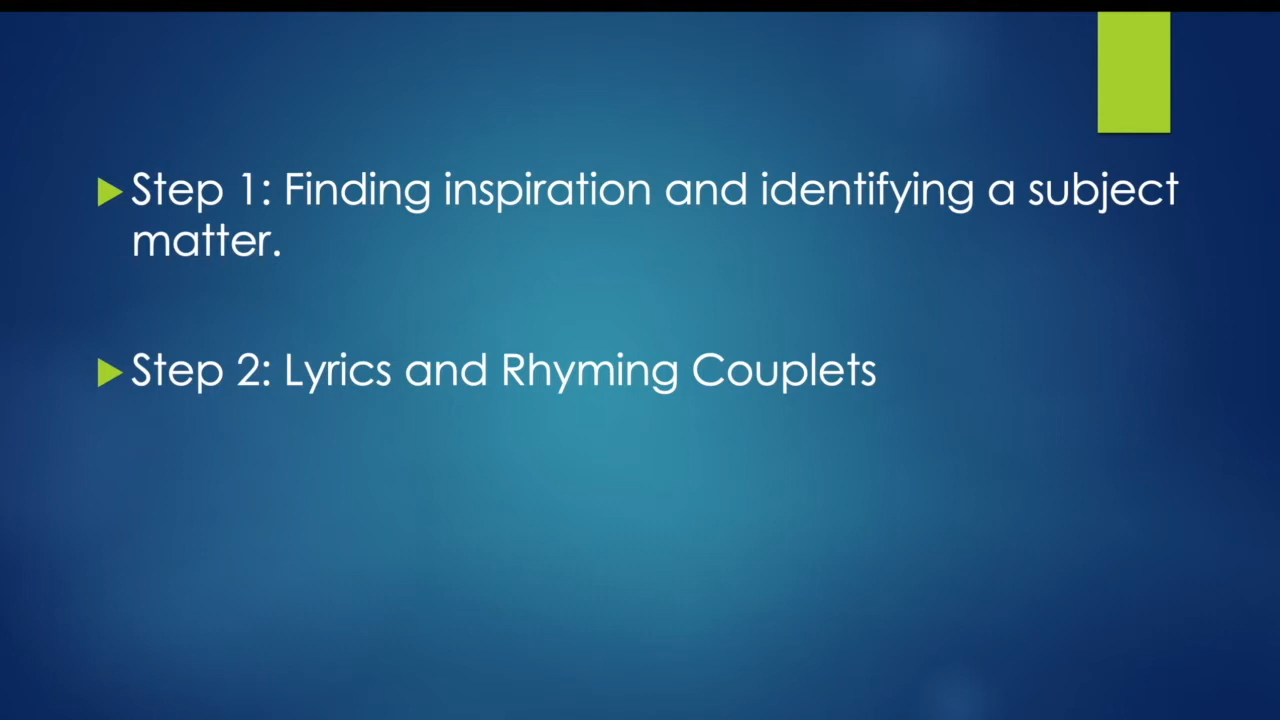 Step 1: Finding inspiration and identifying a subject
matter.
Step 2: Lyrics and Rhyming Couplets